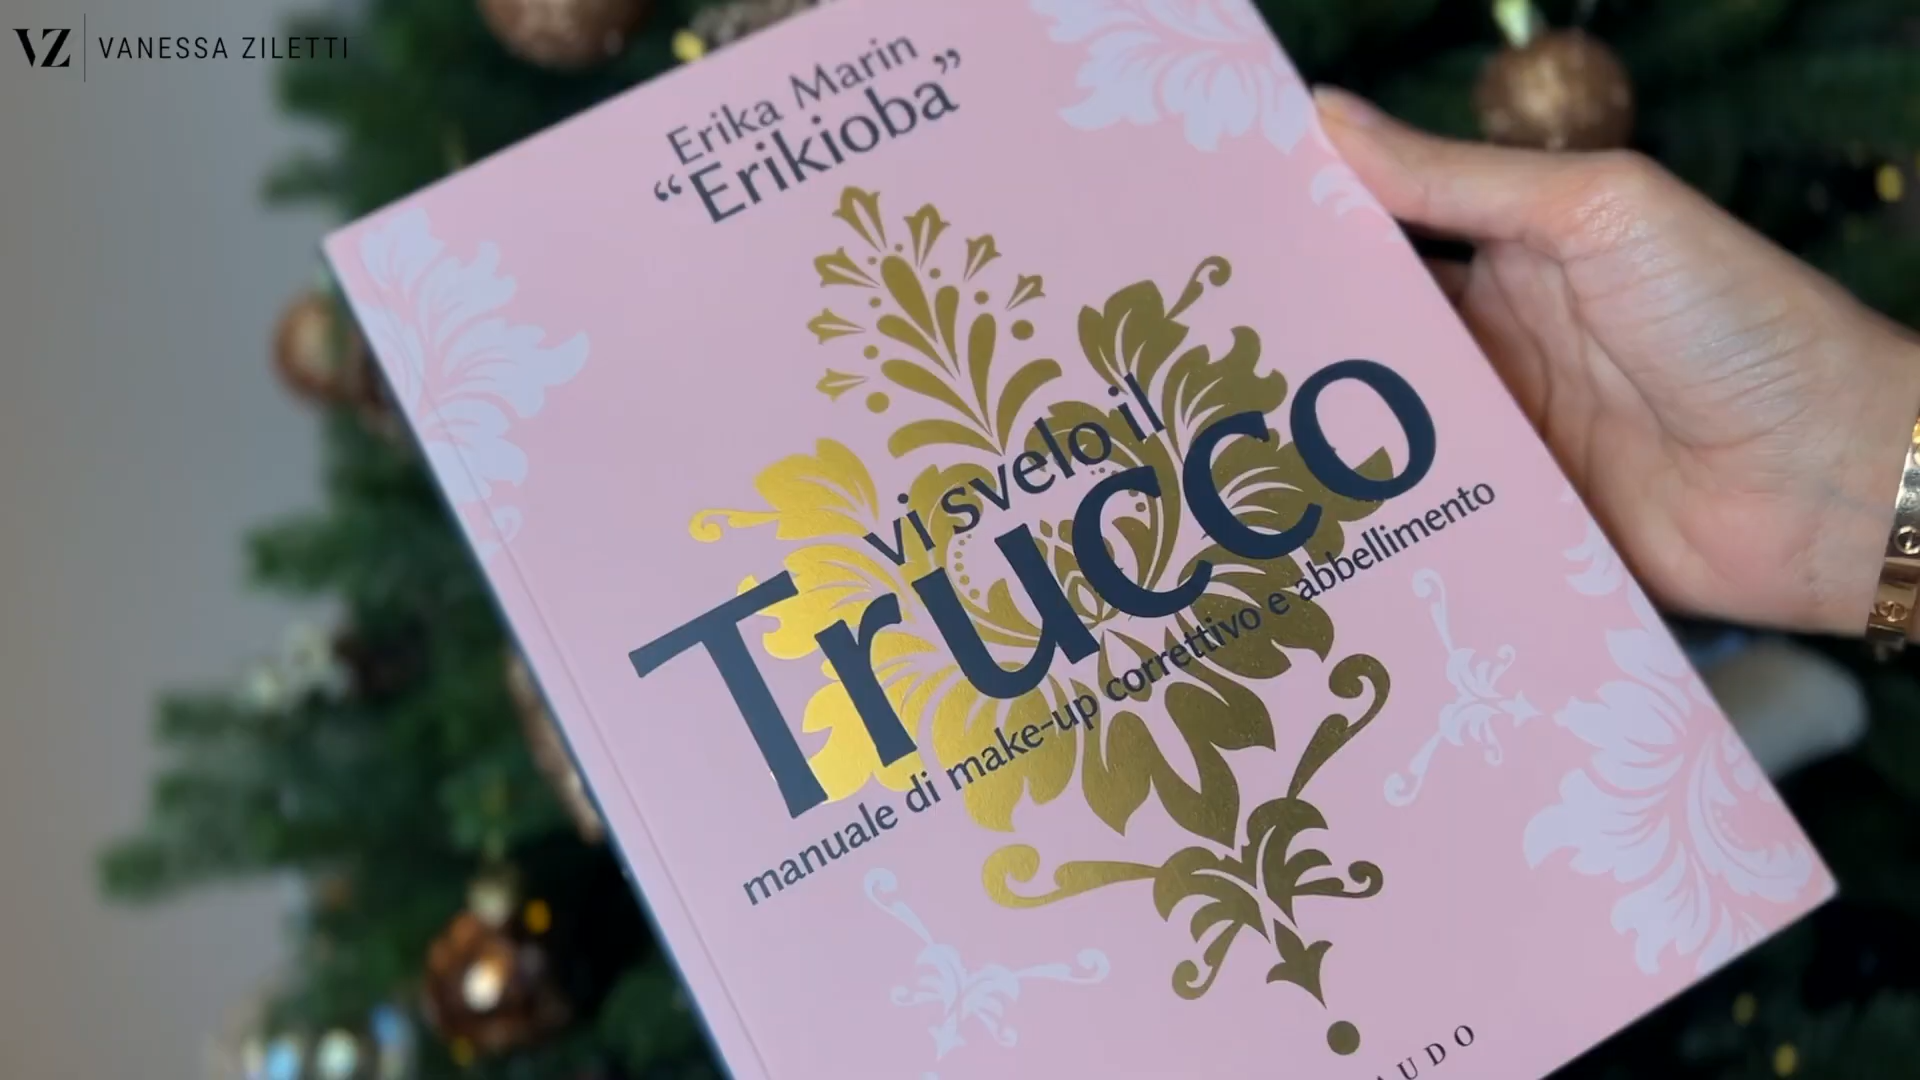 VZ VANESSA ZILETTI
Erika Marin
“Erikioba”
vi svelo il
Trucco
manuale di make-up correttivo e abbellimento